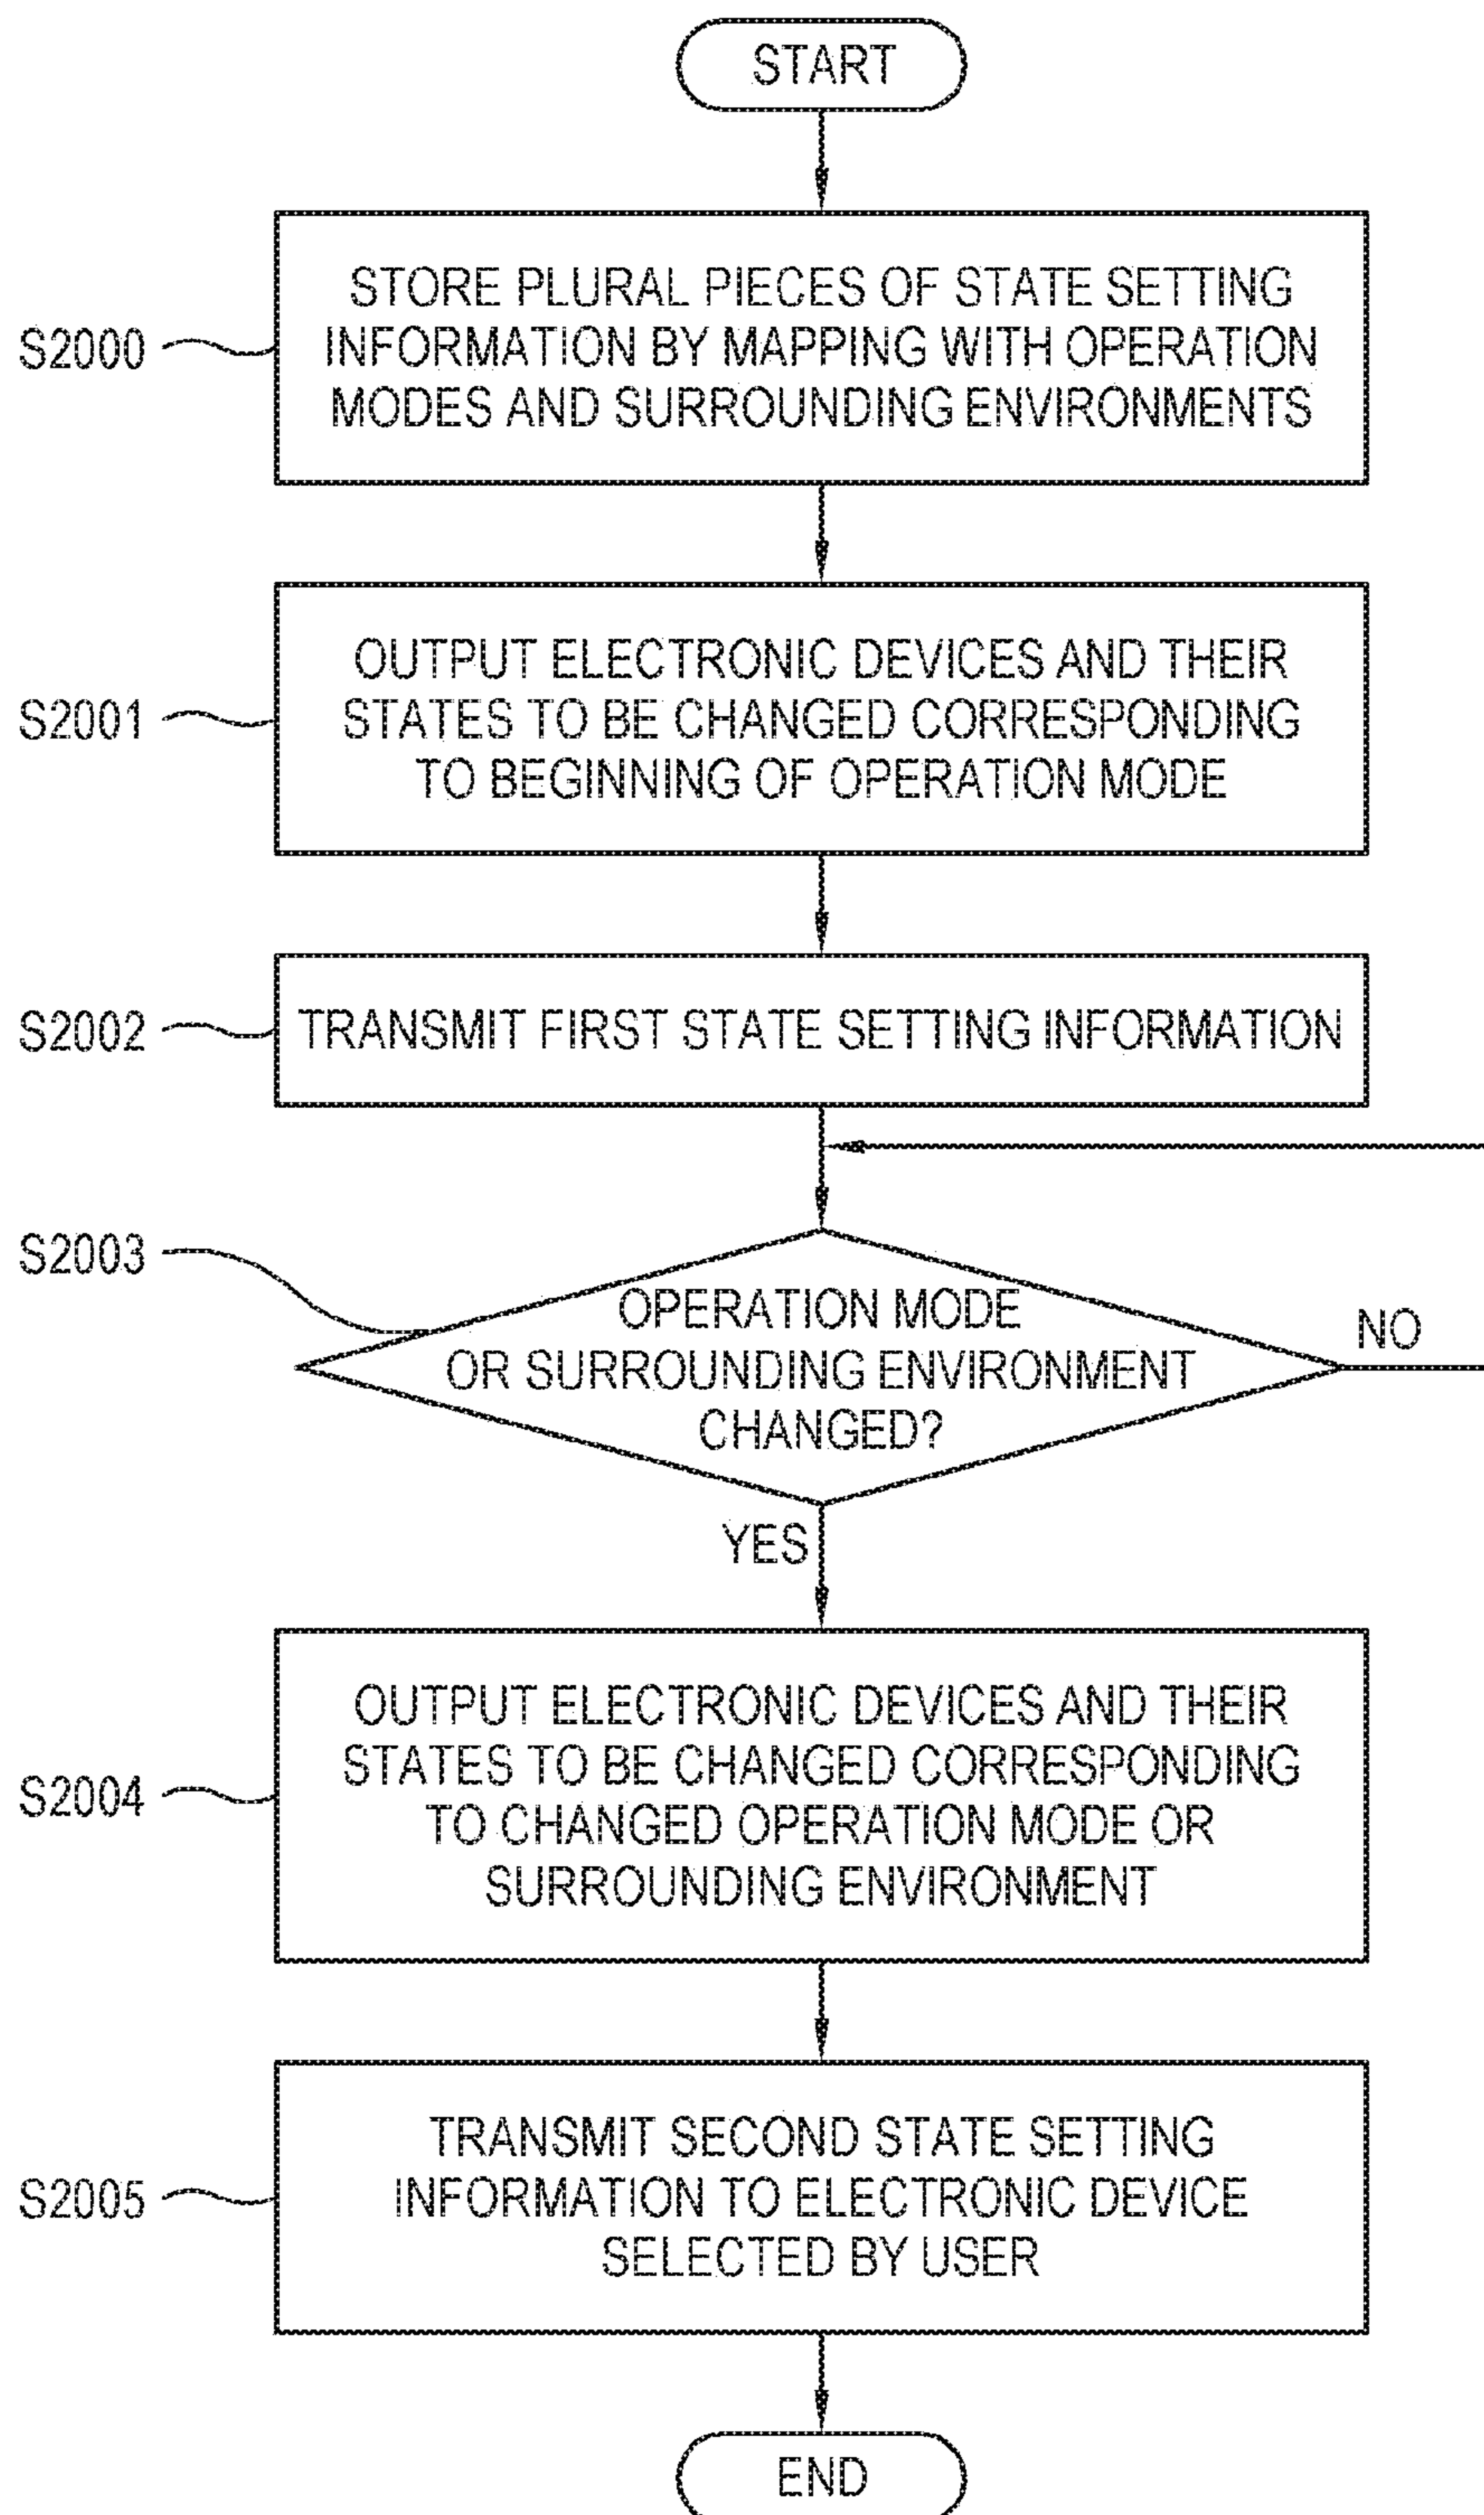 START
S2000
STORE PLURAL PIECES OF STATE SETTING
INFORMATION BY MAPPING WITH OPERATION
MODES AND SURROUNDING ENVIRONMENTS
S2001
OUTPUT ELECTRONIC DEVICES AND THEIR
STATES TO BE CHANGED CORRESPONDING
TO BEGINNING OF OPERATION MODE
S2002
TRANSMIT FIRST STATE SETTING INFORMATION
S2003
OPERATION MODE
OR SURROUNDING ENVIRONMENT
CHANGED?
NO
YES
S2004
OUTPUT ELECTRONIC DEVICES AND THEIR
STATES TO BE CHANGED CORRESPONDING
TO CHANGED OPERATION MODE OR
SURROUNDING ENVIRONMENT
S2005
TRANSMIT SECOND STATE SETTING
INFORMATION TO ELECTRONIC DEVICE
SELECTED BY USER
END